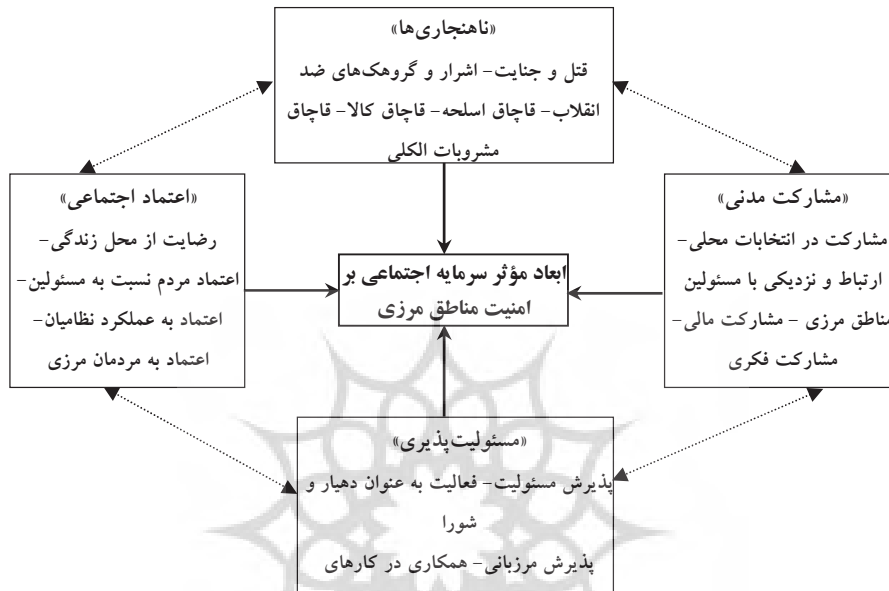 «ناهنجاری‌ها»
قتل و جنایت- اشرار و گروهک‌های ضد
انقلاب- قاچاق اسلحه- قاچاق کالا- قاچاق
مشروبات الکلی
«مشارکت مدنی»
مشارکت در انتخابات محلی-
ارتباط و نزدیکی با مسئولین
مناطق مرزی - مشارکت مالی-
مشارکت فکری
ابعاد مؤثر سرمایه اجتماعی بر
امنیت مناطق مرزی
«اعتماد اجتماعی»
رضایت از محل زندگی-
اعتماد مردم نسبت به مسئولین-
اعتماد به عملکرد نظامیان-
اعتماد به مردمان مرزی
«مسئولیت‌پذیری»
پذیرش مسئولیت- فعالیت به عنوان دهیار و
شورا
پذیرش مرزبانی- همکاری در کارهای